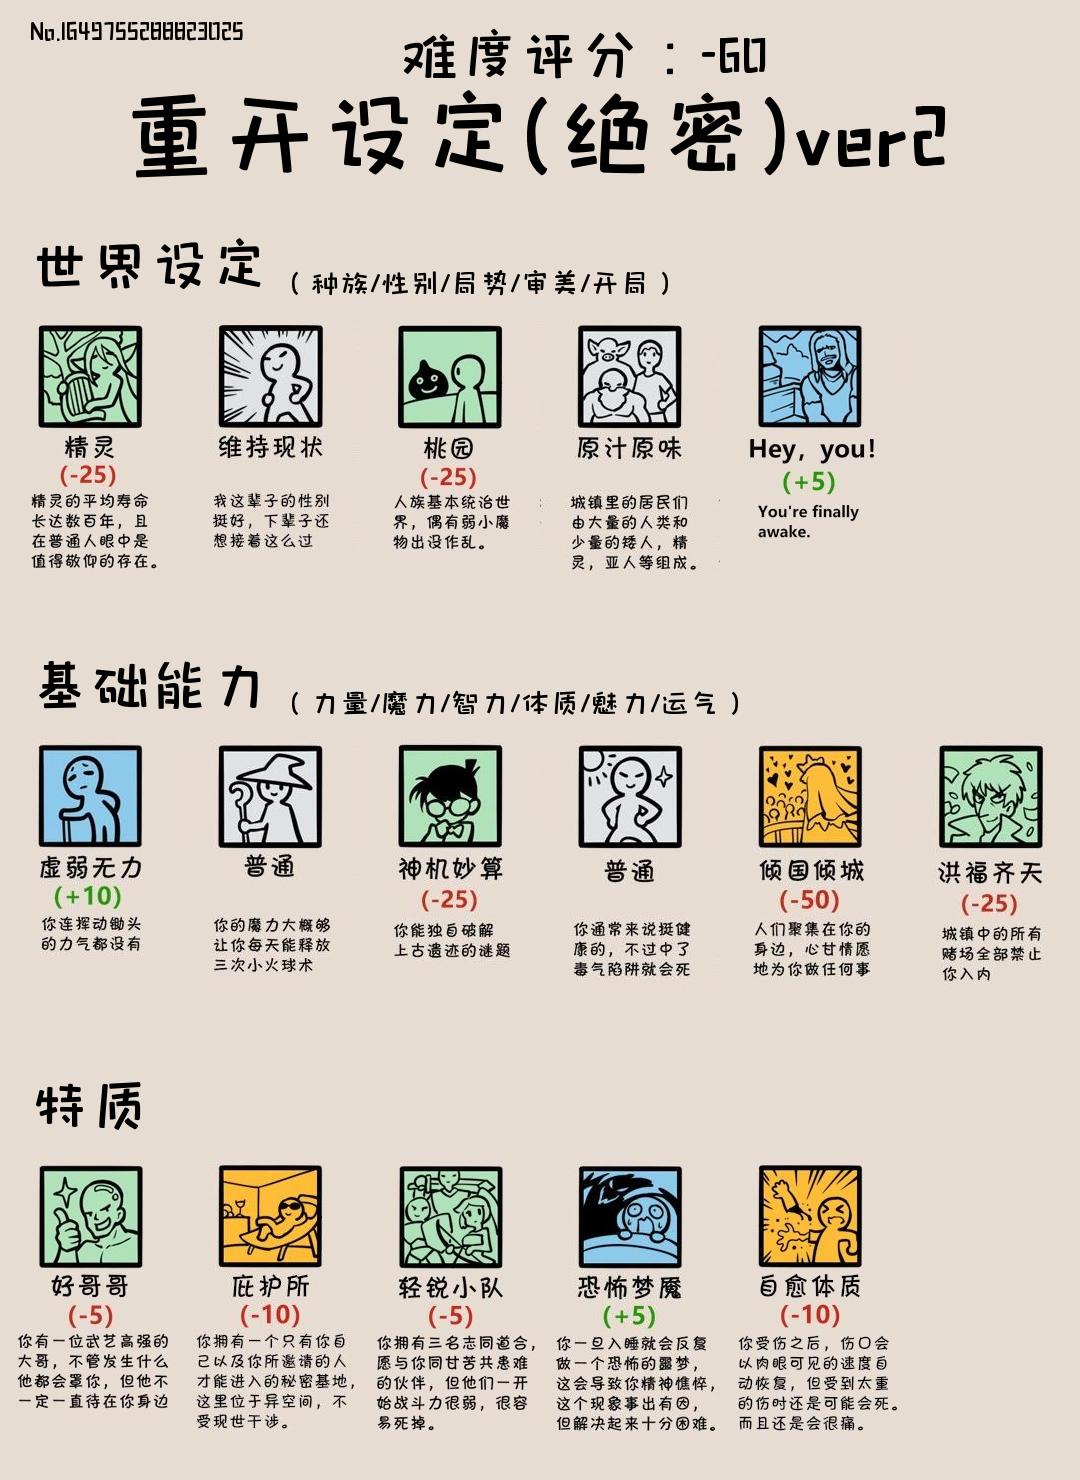 No.1649755288823025
难度评分：-60
重开设定(绝密)ver2
世界设定（种族/性别/局势/审美/开局）
精灵
(-25)
精灵的平均寿命
长达数百年，且
在普通人眼中是
值得敬仰的存在。
维持现状
我这辈子的性别
挺好，下辈子还
想接着这么过
桃园
(-25)
人族基本统治世
界，偶有弱小魔
物出没作乱。
原汁原味
城镇里的居民们
由大量的人类和
少量的矮人，精
灵，亚人等组成。
Hey, you!
(+5)
You're finally
awake.
基础能力（力量/魔力/智力/体质/魅力/运气）
虚弱无力
(+10)
你连挥动锄头
的力气都没有
普通
你的魔力大概够
让你每天能释放
三次小火球术
神机妙算
(-25)
你能独自破解
上古遗迹的谜题
普通
你通常来说挺健
康的，不过中了
毒气陷阱就会死
倾国倾城
(-50)
人们聚集在你的
身边，心甘情愿
地为你做任何事
洪福齐天
(-25)
城镇中的所有
赌场全部禁止
你入内
特质
好哥哥
(-5)
你有一位武艺高强的
大哥，不管发生什么
他都会罩你，但他不
一定一直待在你身边
庇护所
(-10)
你拥有一个只有你自
己以及你所邀请的人
才能进入的秘密基地，
这里位于异空间，不
受现世干涉。
轻锐小队
(-5)
你拥有三名志同道合，
愿与你同甘苦共患难
的伙伴，但他们一开
始战斗力很弱，很容
易死掉。
恐怖梦魇
(+5)
你一旦入睡就会反复
做一个恐怖的噩梦，
这会导致你精神憔悴，
这个现象事出有因，
但解决起来十分困难。
自愈体质
(-10)
你受伤之后，伤口会
以肉眼可见的速度自
动恢复，但受到太重
的伤时还是可能会死。
而且还是会很痛。